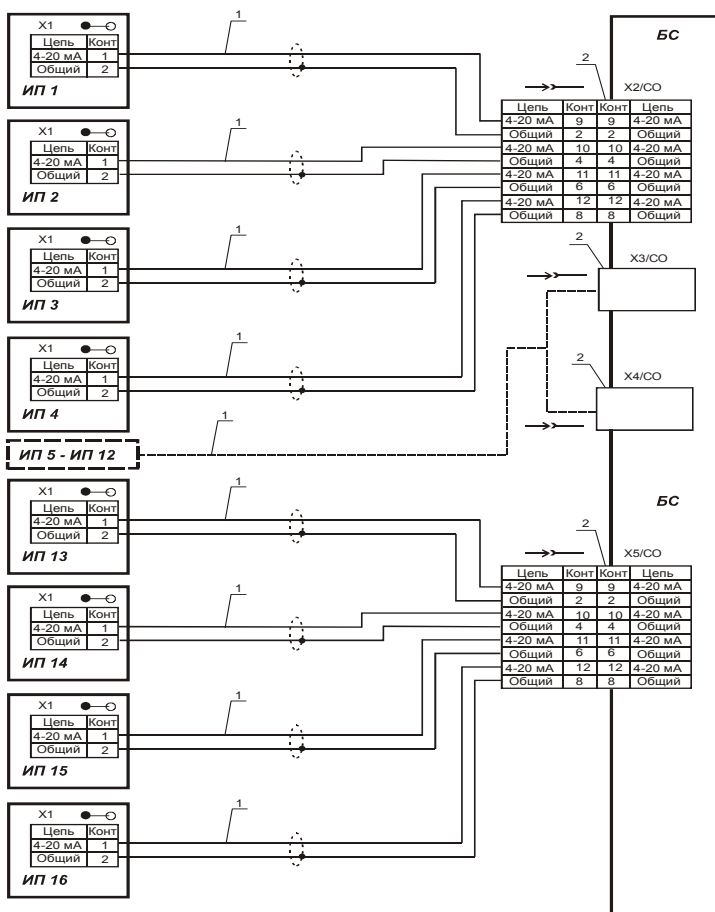 X1
Цепь Конт
4-20 мА 1
Общий 2
ИП 1
1
БС
2
X2/CO
Цепь Конт Конт Цепь
4-20 мА 9 9 4-20 мА
Общий 2 2 Общий
4-20 мА 10 10 4-20 мА
Общий 4 4 Общий
4-20 мА 11 11 4-20 мА
Общий 6 6 Общий
4-20 мА 12 12 4-20 мА
Общий 8 8 Общий
X1
Цепь Конт
4-20 мА 1
Общий 2
ИП 2
1
X1
Цепь Конт
4-20 мА 1
Общий 2
ИП 3
1
2
X3/CO
X1
Цепь Конт
4-20 мА 1
Общий 2
ИП 4
1
2
X4/CO
ИП 5 - ИП 12
1
X1
Цепь Конт
4-20 мА 1
Общий 2
ИП 13
1
БС
2
X5/CO
Цепь Конт Конт Цепь
4-20 мА 9 9 4-20 мА
Общий 2 2 Общий
4-20 мА 10 10 4-20 мА
Общий 4 4 Общий
4-20 мА 11 11 4-20 мА
Общий 6 6 Общий
4-20 мА 12 12 4-20 мА
Общий 8 8 Общий
X1
Цепь Конт
4-20 мА 1
Общий 2
ИП 14
1
X1
Цепь Конт
4-20 мА 1
Общий 2
ИП 15
1
X1
Цепь Конт
4-20 мА 1
Общий 2
ИП 16
1